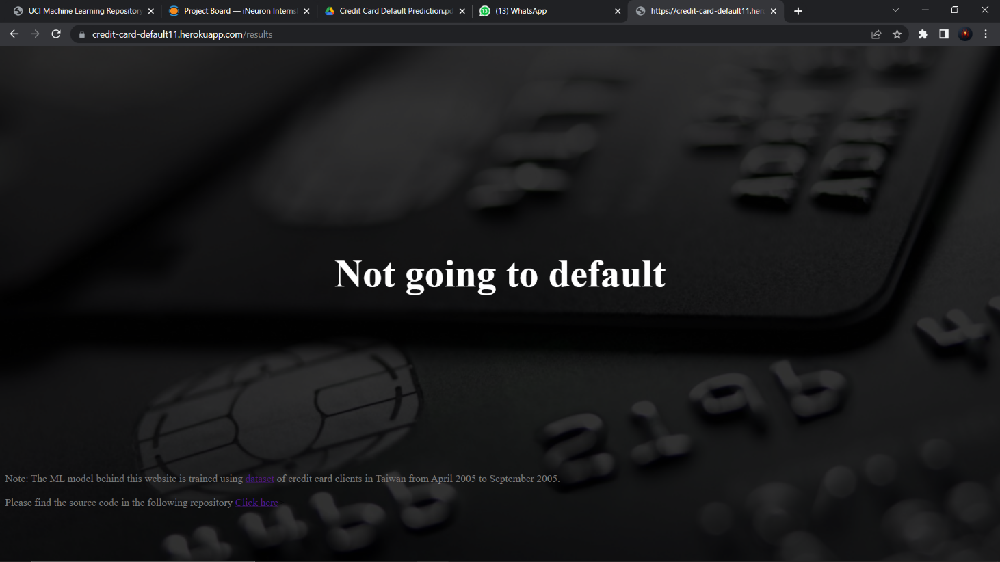 UCI Machine Learning Repository
Project Board — iNeuron Interns
Credit Card Default Prediction.pd
13
(13) WhatsApp
https://credit-card-default11.her
credit-card-default11.herokuapp.com/results
Not going to default
2196
4
Note: The ML model behind this website is trained using dataset of credit card clients in Taiwan from April 2005 to September 2005.
Please find the source code in the following repository Click here